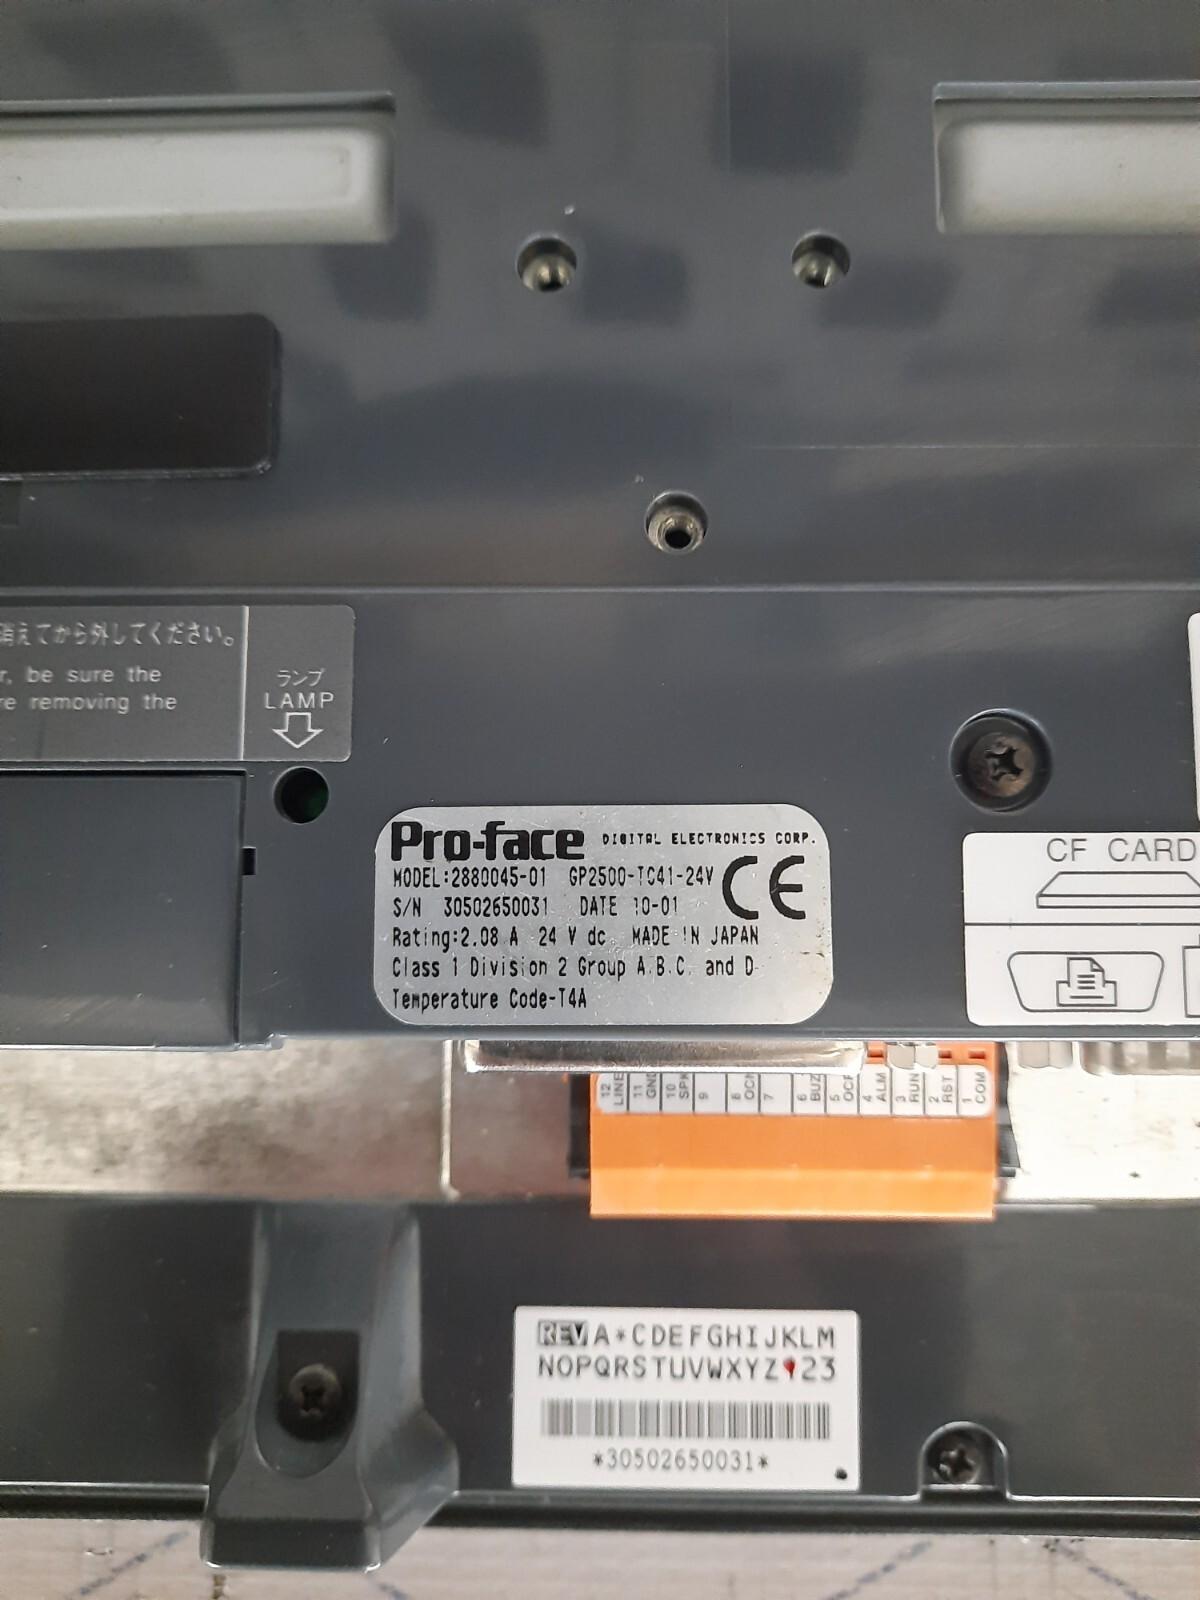 消えてから外してください。
r, be sure the
re removing the
ランプ
LAMP
Pro-face DIGITAL ELECTRONICS CORP.
MODEL:2880045-01 GP2500-TC41-24V
CE
S/N 30502650031 DATE 10-01
Rating:2.08 A 24 V dc MADE IN JAPAN
Class 1 Division 2 Group A.B.C. and D
Temperature Code-T4A
CF CARD
12 LINE
11 GND
10 SPK
9
8
7
6 BUZ
5
4 ALM
3 RUN
2 RST
1 COM
REV A*CDEFGHIJKLM
NOPQRSTUVWXYZ 23
*30502650031*